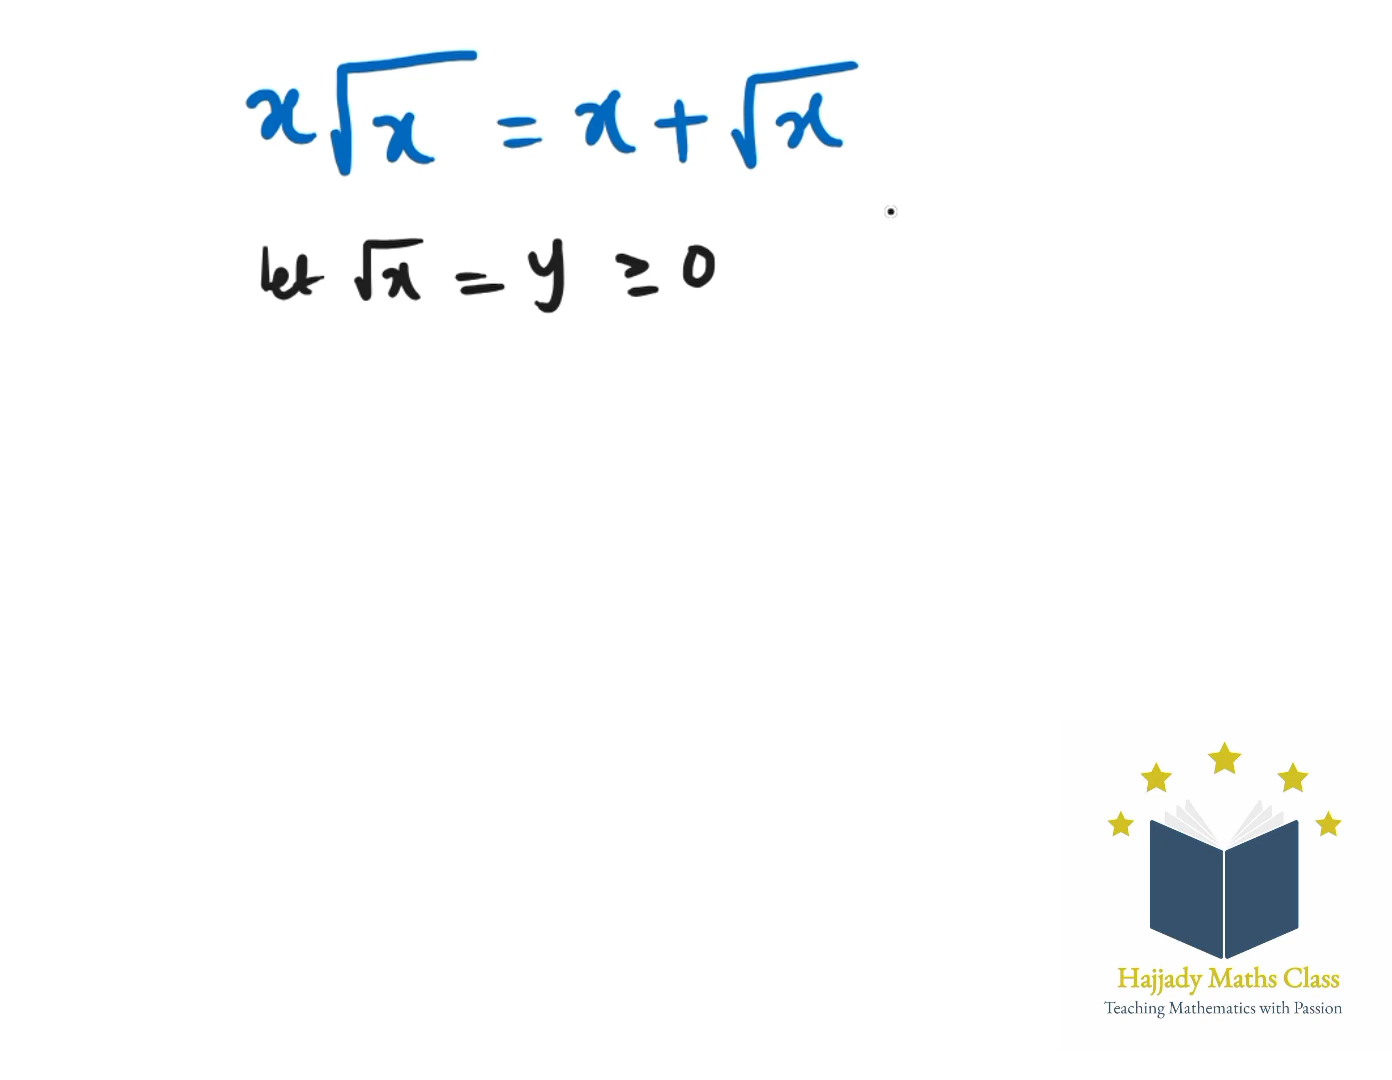 x√x = x + √x
let √x = y ≥ 0
Hajjady Maths Class
Teaching Mathematics with Passion